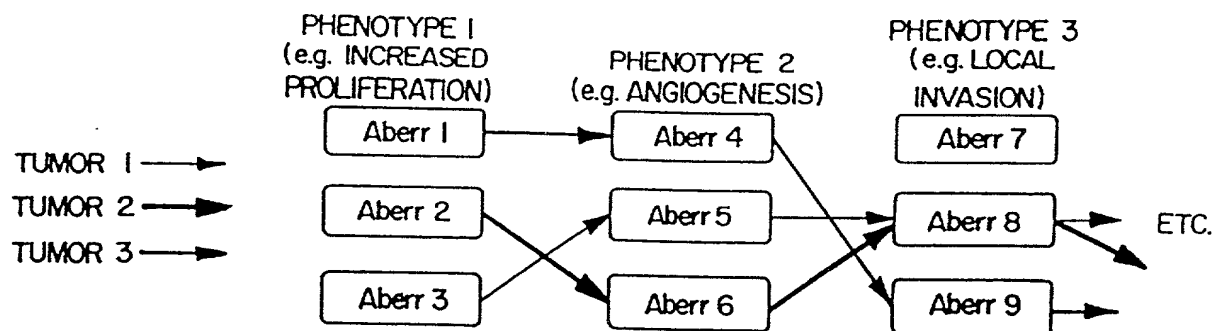 PHENOTYPE 1
(e.g. INCREASED
PROLIFERATION)
PHENOTYPE 2
(e.g. ANGIOGENESIS)
PHENOTYPE 3
(e.g. LOCAL
INVASION)
Aberr 1
Aberr 4
Aberr 7
TUMOR 1
TUMOR 2
TUMOR 3
Aberr 2
Aberr 5
Aberr 8
ETC.
Aberr 3
Aberr 6
Aberr 9